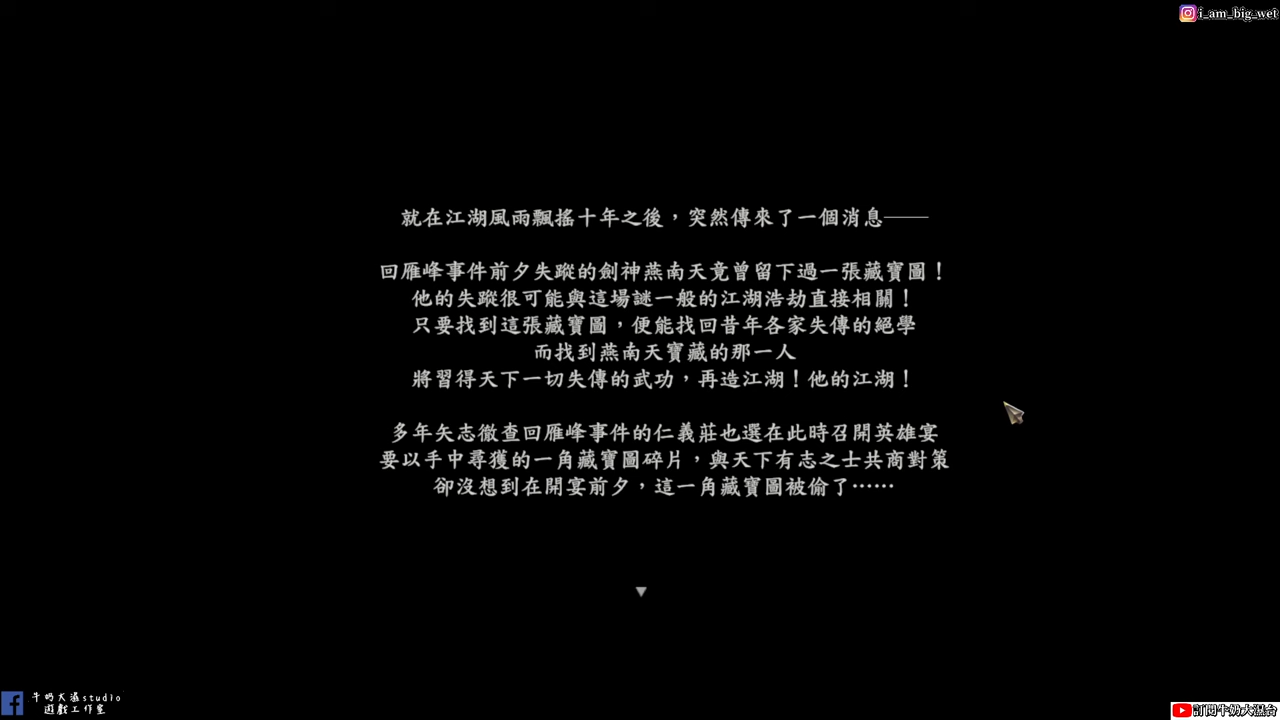 i_am_big_wet
就在江湖風雨飄搖十年之後，突然傳來了一個消息——
回雁峰事件前夕失蹤的劍神燕南天竟曾留下過一張藏寶圖！
他的失蹤很可能與這場謎一般的江湖浩劫直接相關！
只要找到這張藏寶圖，便能找回昔年各家失傳的絕學
而找到燕南天寶藏的那一人
將習得天下一切失傳的武功，再造江湖！他的江湖！
多年矢志徹查回雁峰事件的仁義莊也選在此時召開英雄宴
要以手中尋獲的一角藏寶圖碎片，與天下有志之士共商對策
卻沒想到在開宴前夕，這一角藏寶圖被偷了……
牛奶大濕studio
遊戲工作室
訂閱牛奶大濕台